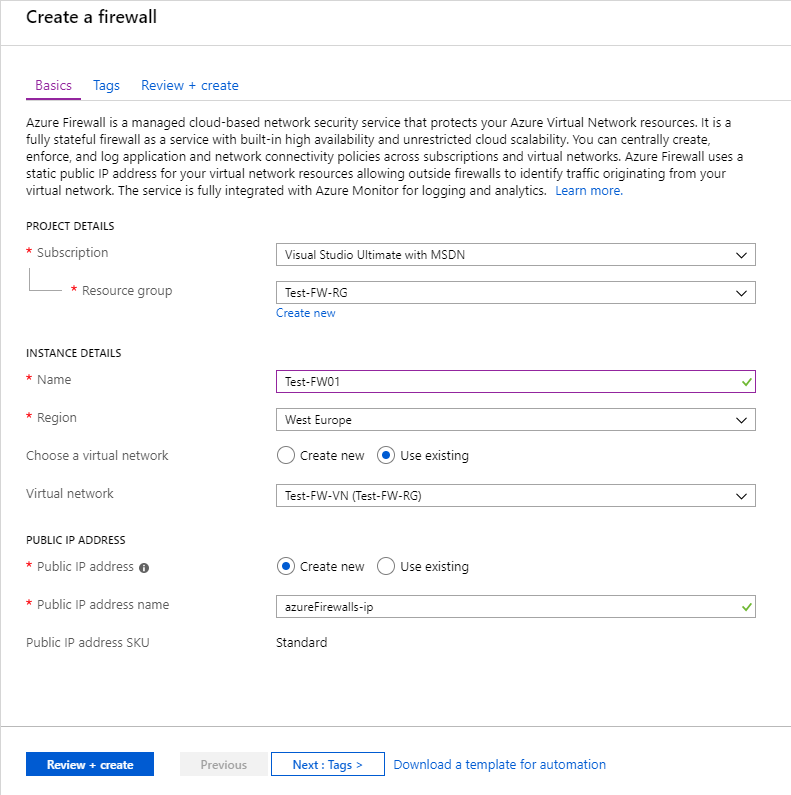 Create a firewall
Basics Tags Review + create
Azure Firewall is a managed cloud-based network security service that protects your Azure Virtual Network resources. It is a
fully stateful firewall as a service with built-in high availability and unrestricted cloud scalability. You can centrally create,
enforce, and log application and network connectivity policies across subscriptions and virtual networks. Azure Firewall uses a
static public IP address for your virtual network resources allowing outside firewalls to identify traffic originating from your
virtual network. The service is fully integrated with Azure Monitor for logging and analytics. Learn more.
PROJECT DETAILS
* Subscription Visual Studio Ultimate with MSDN
* Resource group Test-FW-RG
Create new
INSTANCE DETAILS
* Name Test-FW01
* Region West Europe
Choose a virtual network Create new Use existing
Virtual network Test-FW-VN (Test-FW-RG)
PUBLIC IP ADDRESS
* Public IP address Create new Use existing
* Public IP address name azureFirewalls-ip
Public IP address SKU Standard
Review + create Previous Next : Tags > Download a template for automation